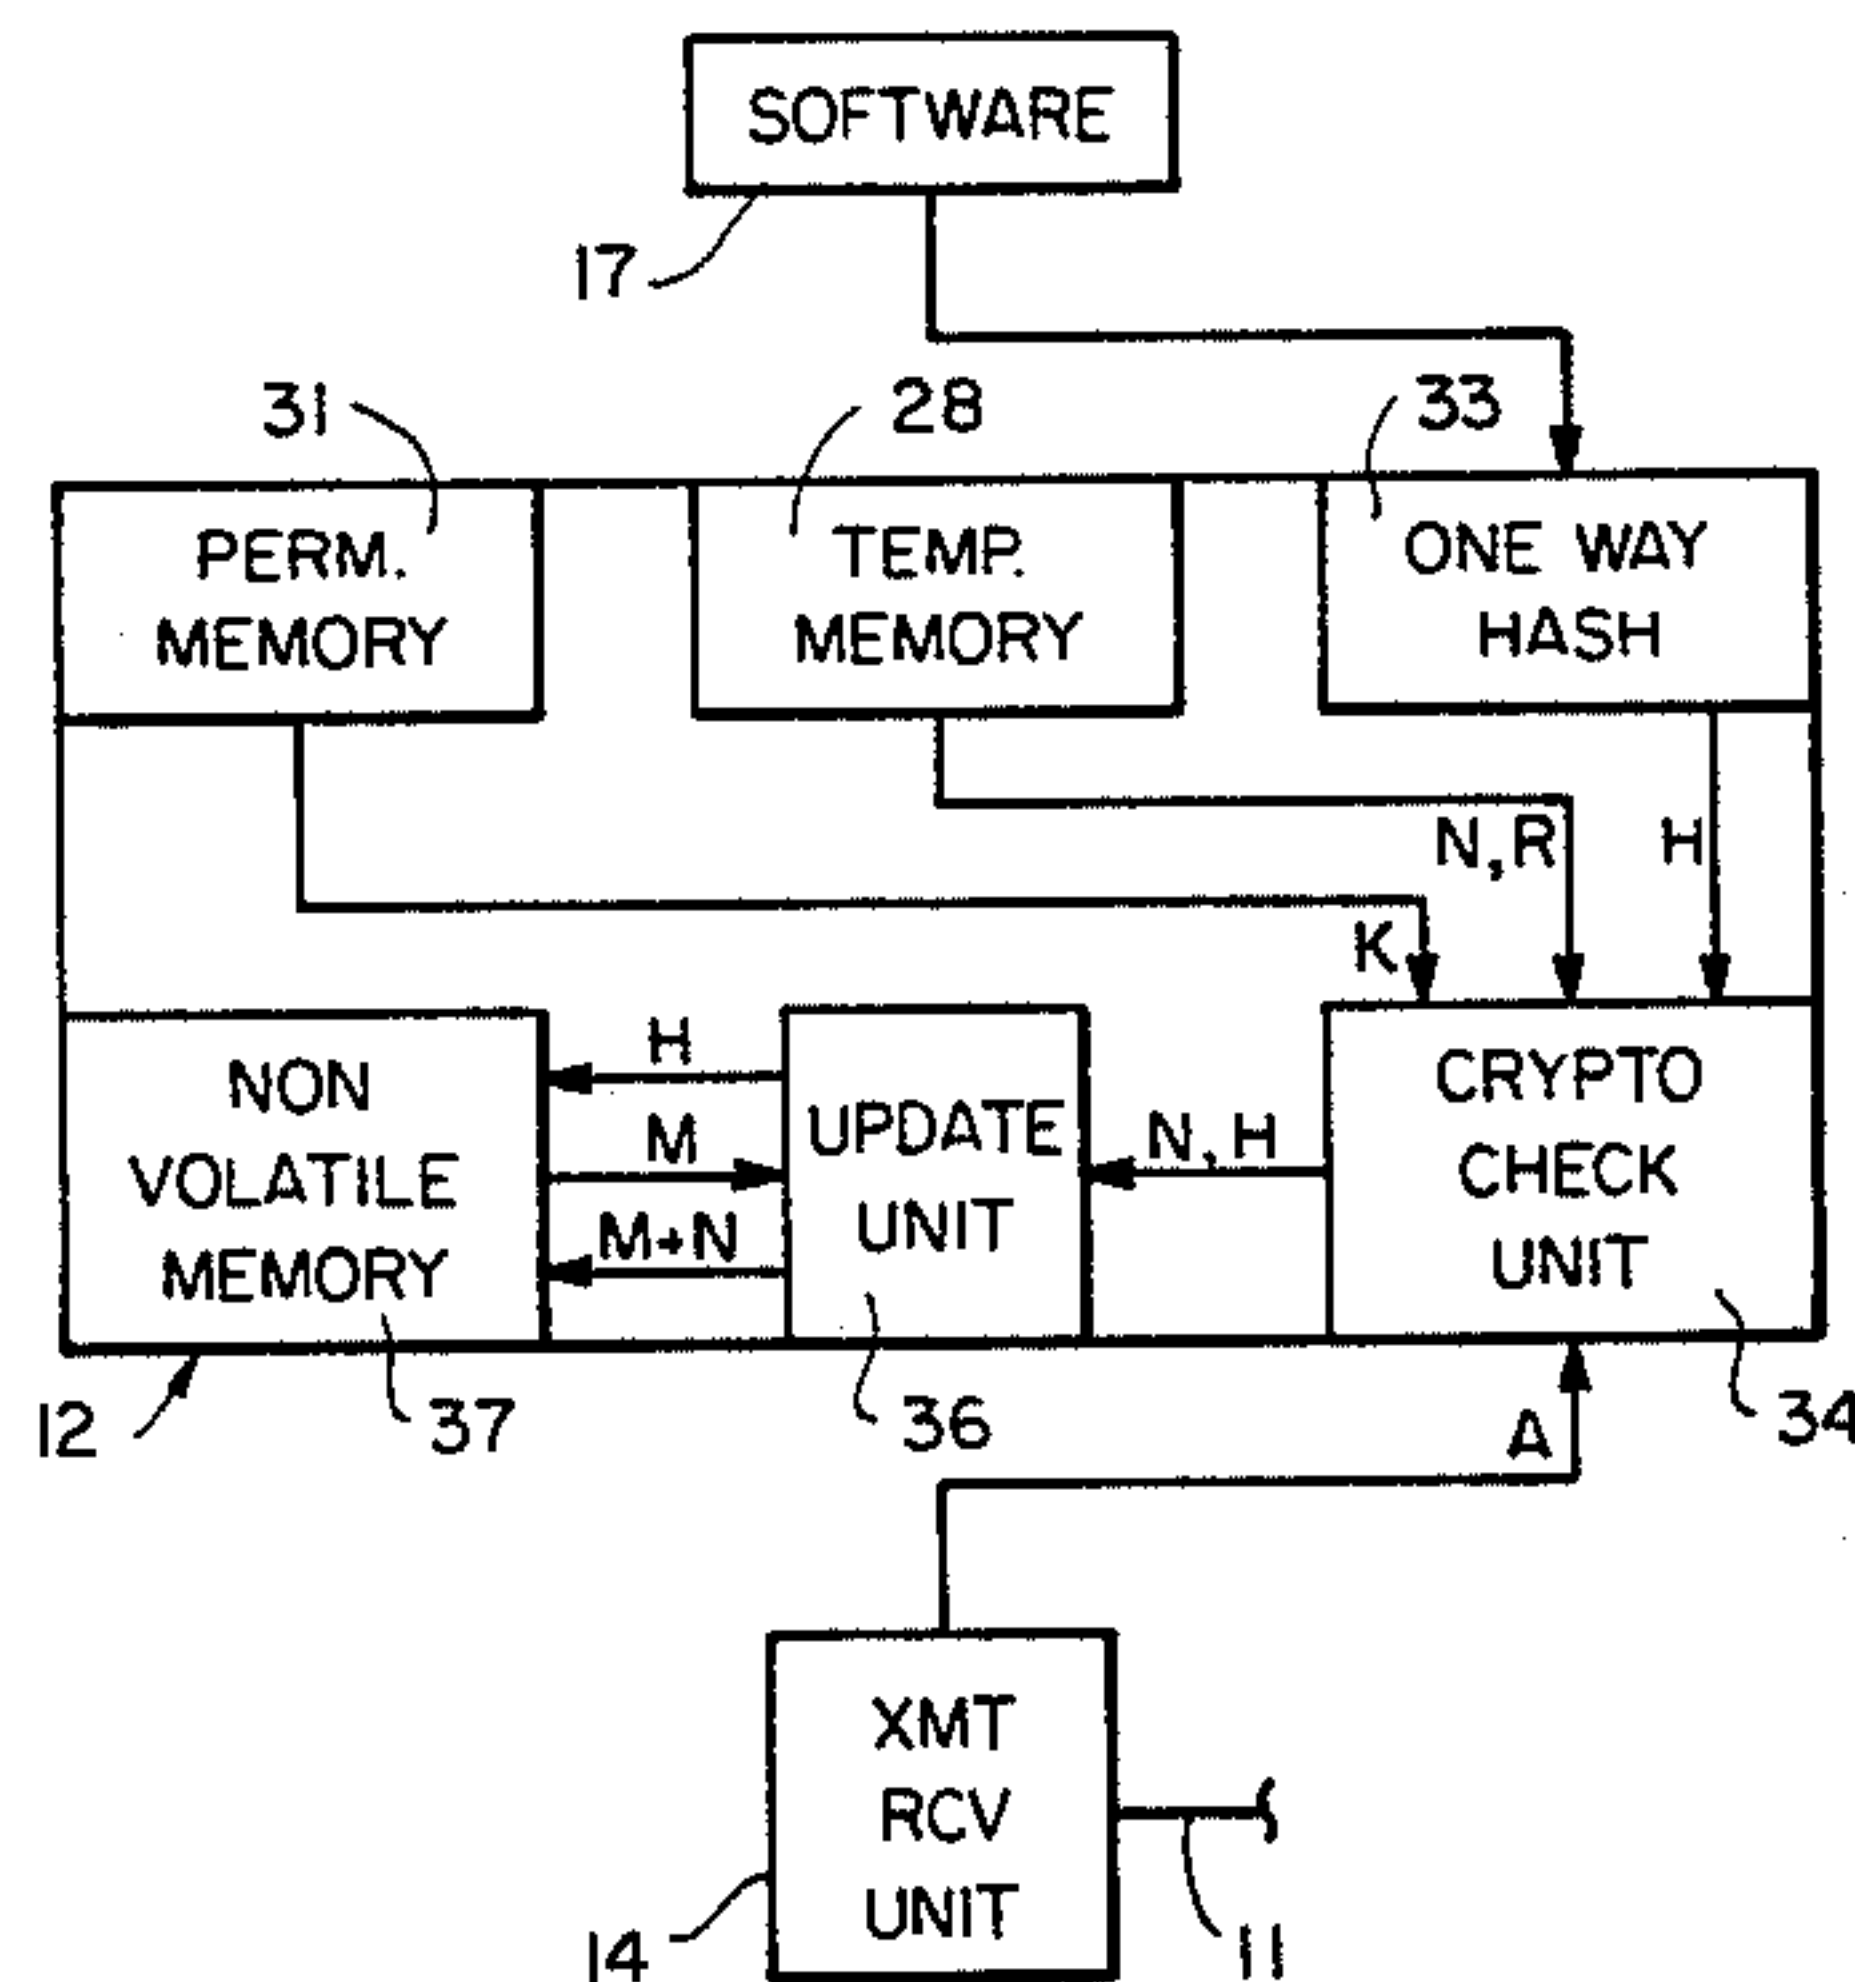 SOFTWARE
17
31
28
33
PERM.
MEMORY
TEMP.
MEMORY
ONE WAY
HASH
N,R
H
K
NON
VOLATILE
MEMORY
H
M
M+N
UPDATE
UNIT
N,H
CRYPTO
CHECK
UNIT
12
37
36
34
A
XMT
RCV
UNIT
14
11